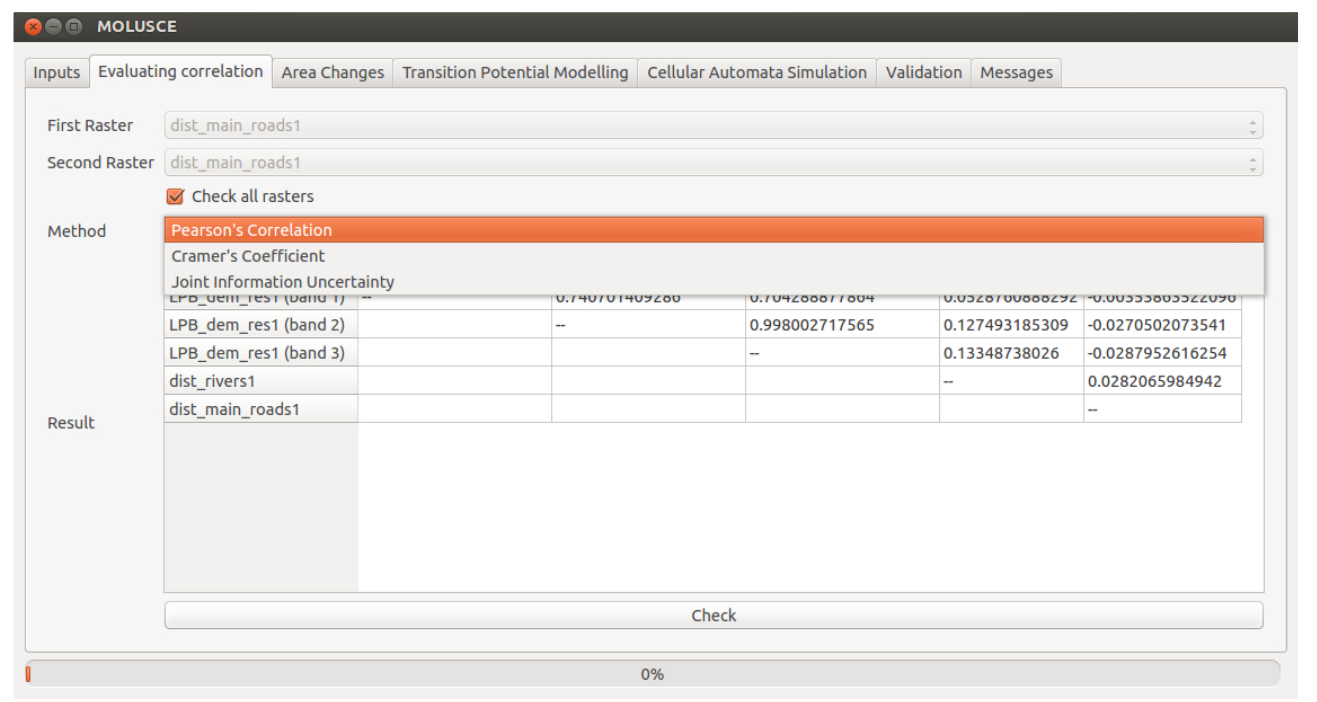 MOLUSCE
Inputs Evaluating correlation Area Changes Transition Potential Modelling Cellular Automata Simulation Validation Messages
First Raster dist_main_roads1
Second Raster dist_main_roads1
Check all rasters
Method Pearson's Correlation
Cramer's Coefficient
Joint Information Uncertainty
LPB_dem_res1 (band 1) -- 0.740701409286 0.704288877864 0.0528760888292 -0.00353863522096
LPB_dem_res1 (band 2) -- 0.998002717565 0.127493185309 -0.0270502073541
LPB_dem_res1 (band 3) -- 0.13348738026 -0.0287952616254
dist_rivers1 -- 0.0282065984942
dist_main_roads1 --
Result
Check
0%